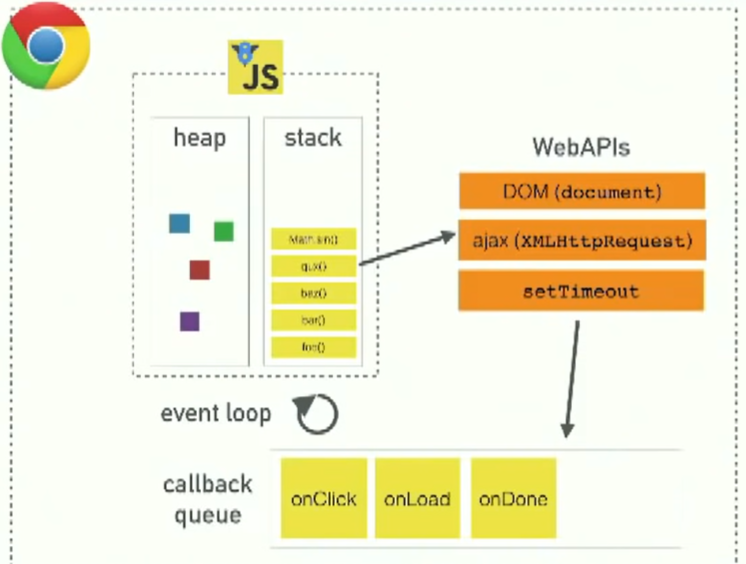 JS
heap
stack
WebAPIs
DOM (document)
ajax (XMLHttpRequest)
setTimeout
qux()
baz()
bar()
foo()
event loop
callback
queue
onClick
onLoad
onDone